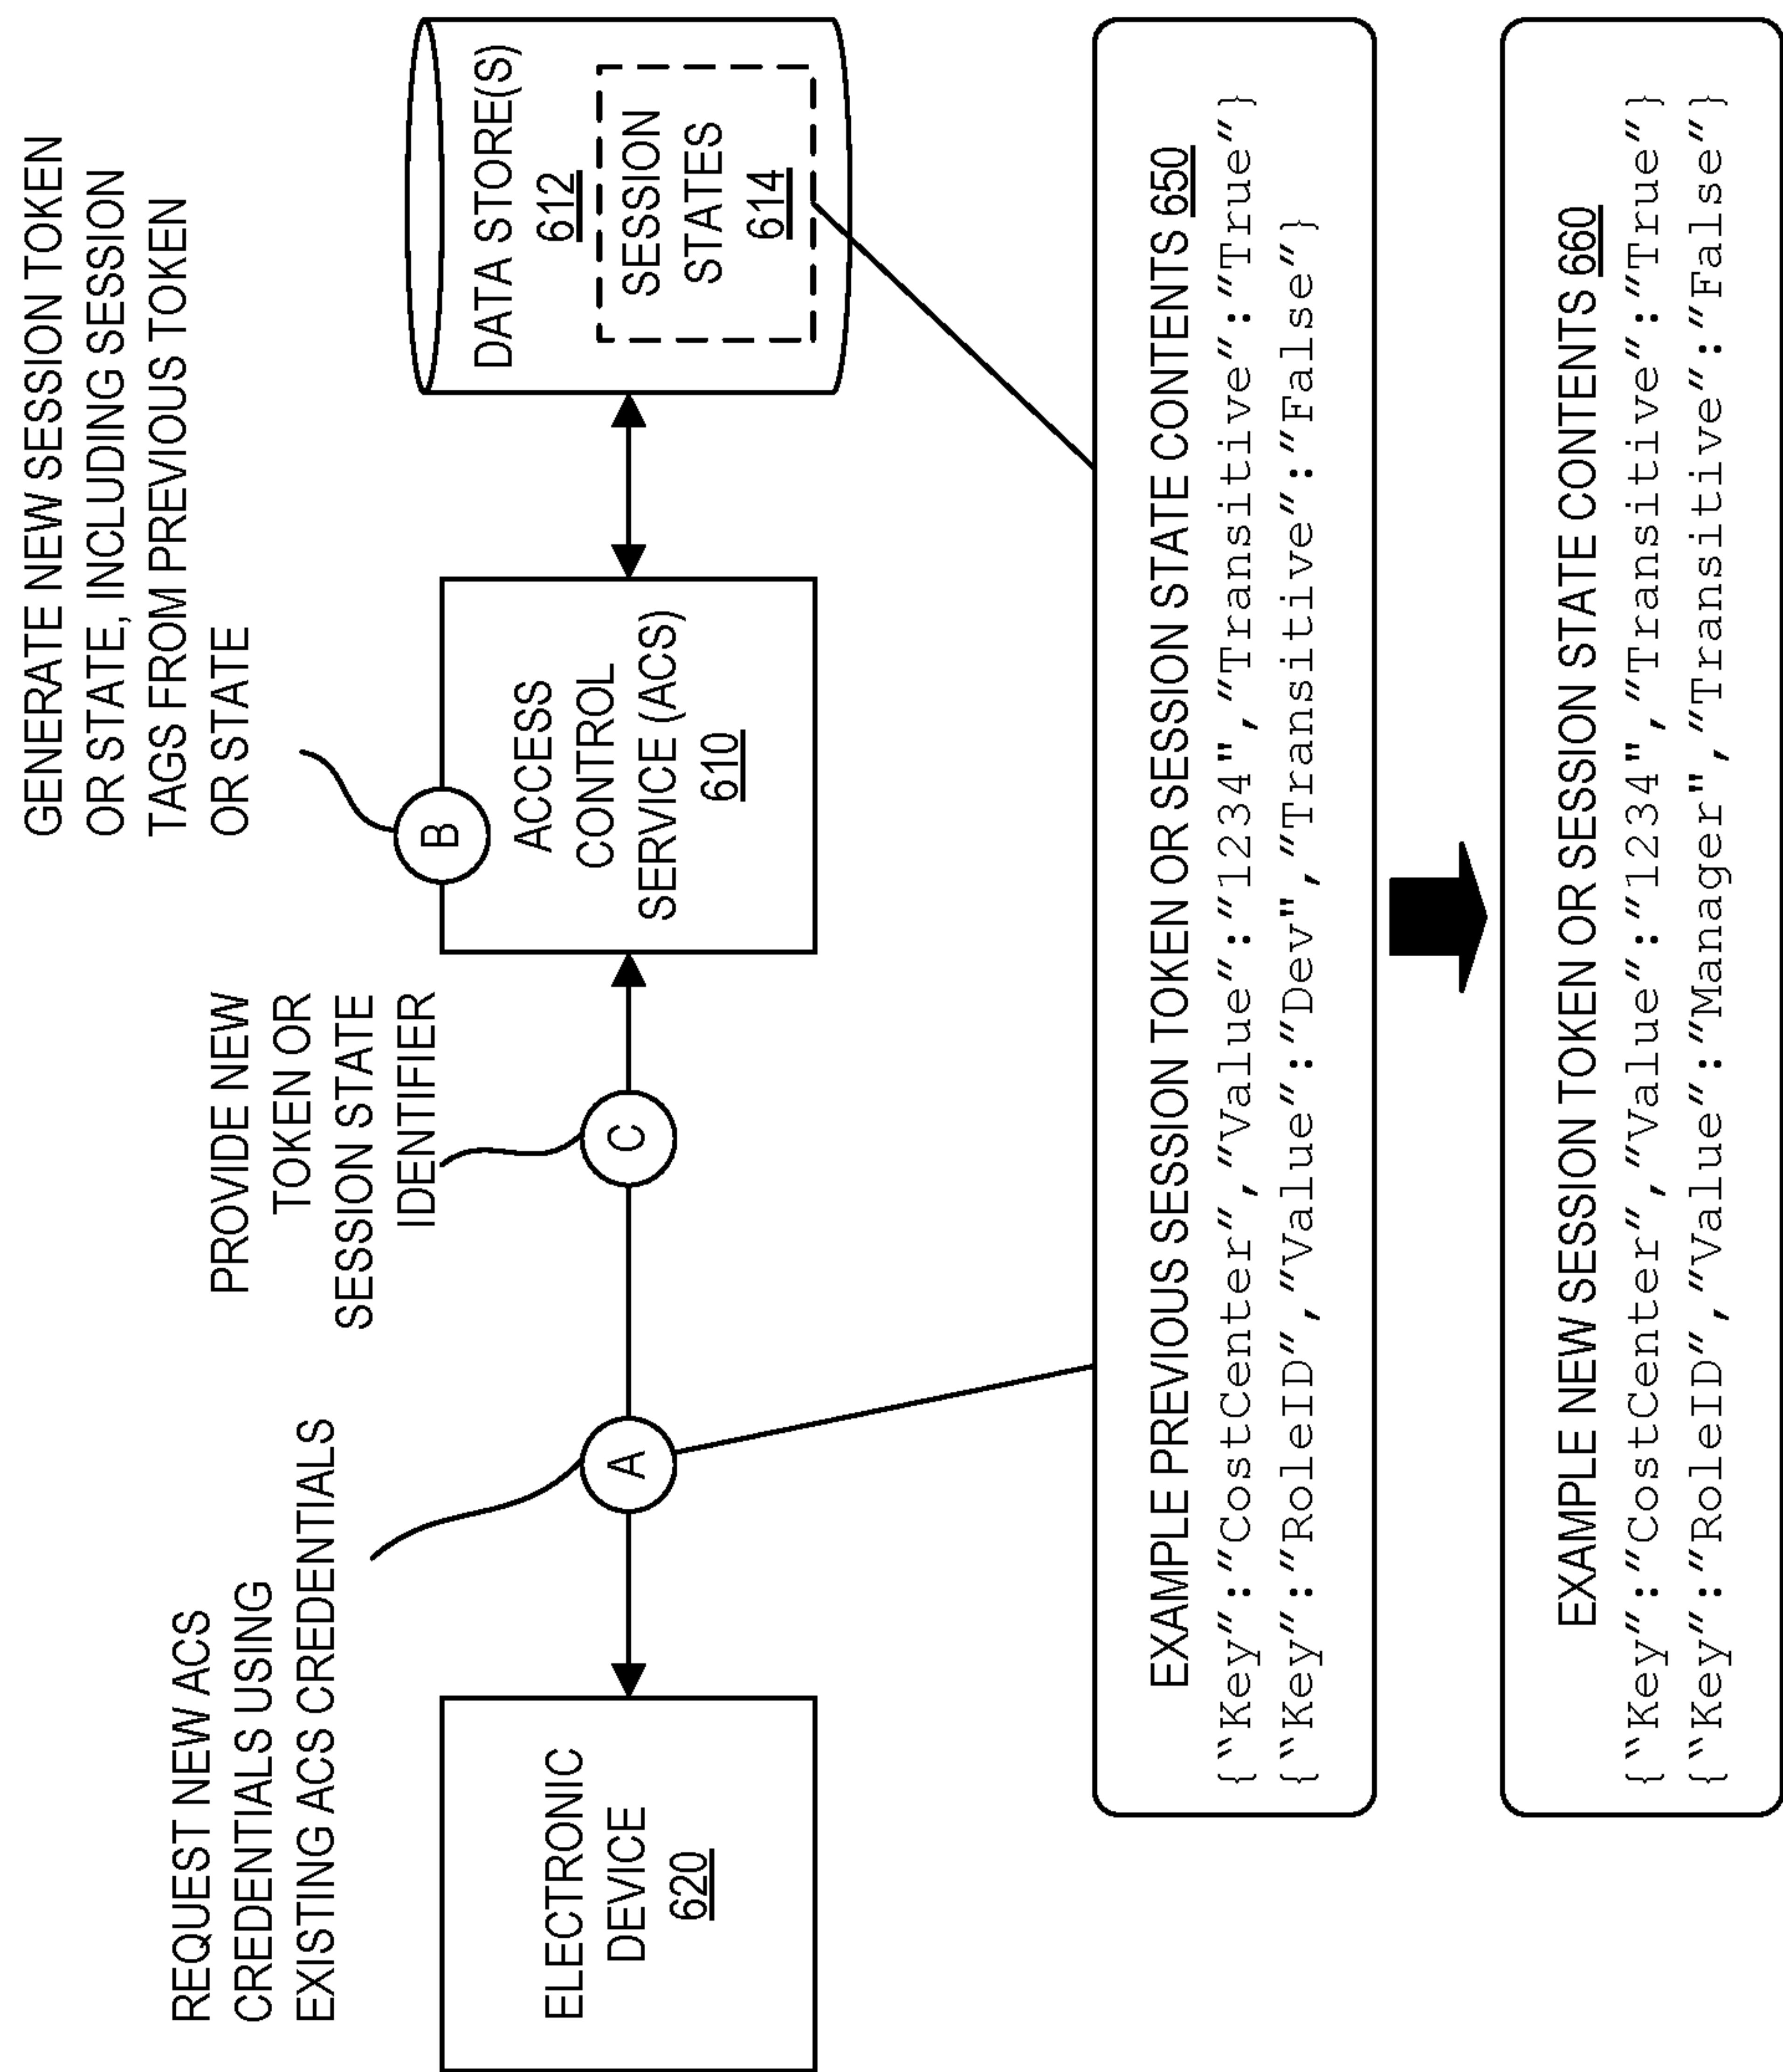 REQUEST NEW ACS
CREDENTIALS USING
EXISTING ACS CREDENTIALS
PROVIDE NEW
TOKEN OR
SESSION STATE
IDENTIFIER
GENERATE NEW SESSION TOKEN
OR STATE, INCLUDING SESSION
TAGS FROM PREVIOUS TOKEN
OR STATE
ELECTRONIC
DEVICE
620
A
C
B
ACCESS
CONTROL
SERVICE (ACS)
610
DATA STORE(S)
612
SESSION
STATES
614
EXAMPLE PREVIOUS SESSION TOKEN OR SESSION STATE CONTENTS 650
{“Key”:”CostCenter”,”Value”:”1234",”Transitive”:”True”}
{“Key”:”RoleID”,”Value”:”Dev",”Transitive”:”False”}
EXAMPLE NEW SESSION TOKEN OR SESSION STATE CONTENTS 660
{“Key”:”CostCenter”,”Value”:”1234",”Transitive”:”True”}
{“Key”:”RoleID”,”Value”:”Manager",”Transitive”:”False”}